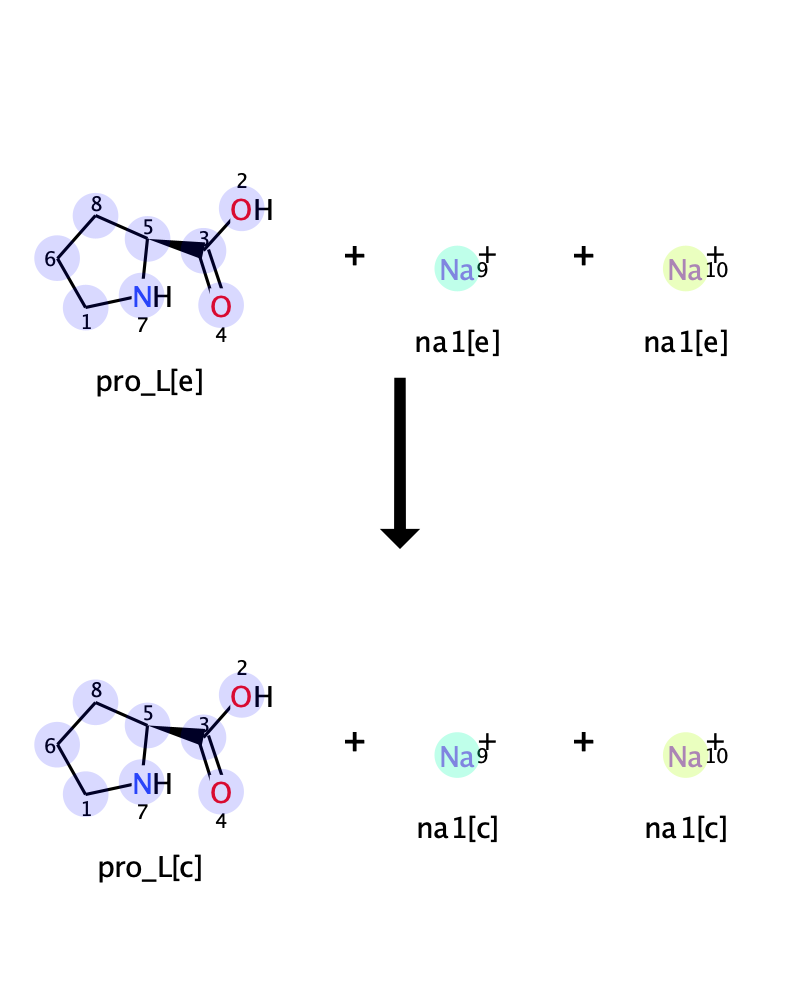 2
8 5 3 OH
6 + Na+ 9 + Na+ 10
1 NH O
7 4
na1[e] na1[e]
pro_L[e]
2
8 5 3 OH
6 + Na+ 9 + Na+ 10
1 NH O
7 4
na1[c] na1[c]
pro_L[c]